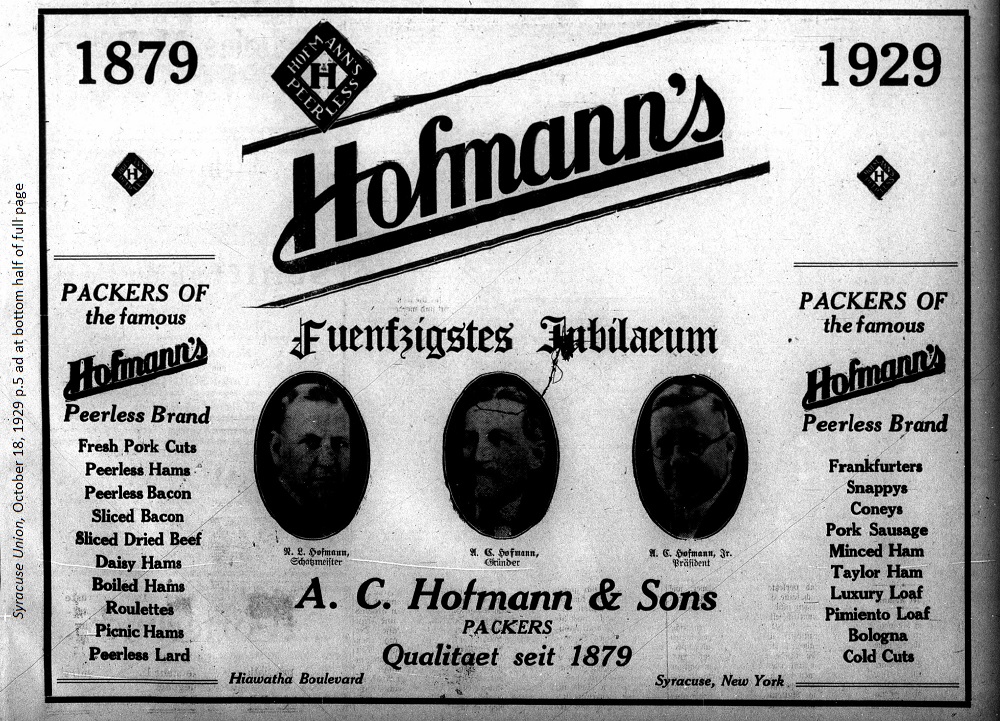 Syracuse Union, October 18, 1929 p.5 ad at bottom half of full page
1879
1929
HOFMANN'S
H
PEERLESS
Hofmann's
H
H
PACKERS OF
the famous
Hofmann's
Peerless Brand
Fresh Pork Cuts
Peerless Hams
Peerless Bacon
Sliced Bacon
Sliced Dried Beef
Daisy Hams
Boiled Hams
Roulettes
Picnic Hams
Peerless Lard
Fuenfzigstes Jubilaeum
N. L. Hofmann,
Schatzmeister
A. C. Hofmann,
Gründer
A. C. Hofmann, Jr.
Präsident
A. C. Hofmann & Sons
PACKERS
Qualitaet seit 1879
Hiawatha Boulevard
Syracuse, New York
PACKERS OF
the famous
Hofmann's
Peerless Brand
Frankfurters
Snappys
Coneys
Pork Sausage
Minced Ham
Taylor Ham
Luxury Loaf
Pimiento Loaf
Bologna
Cold Cuts